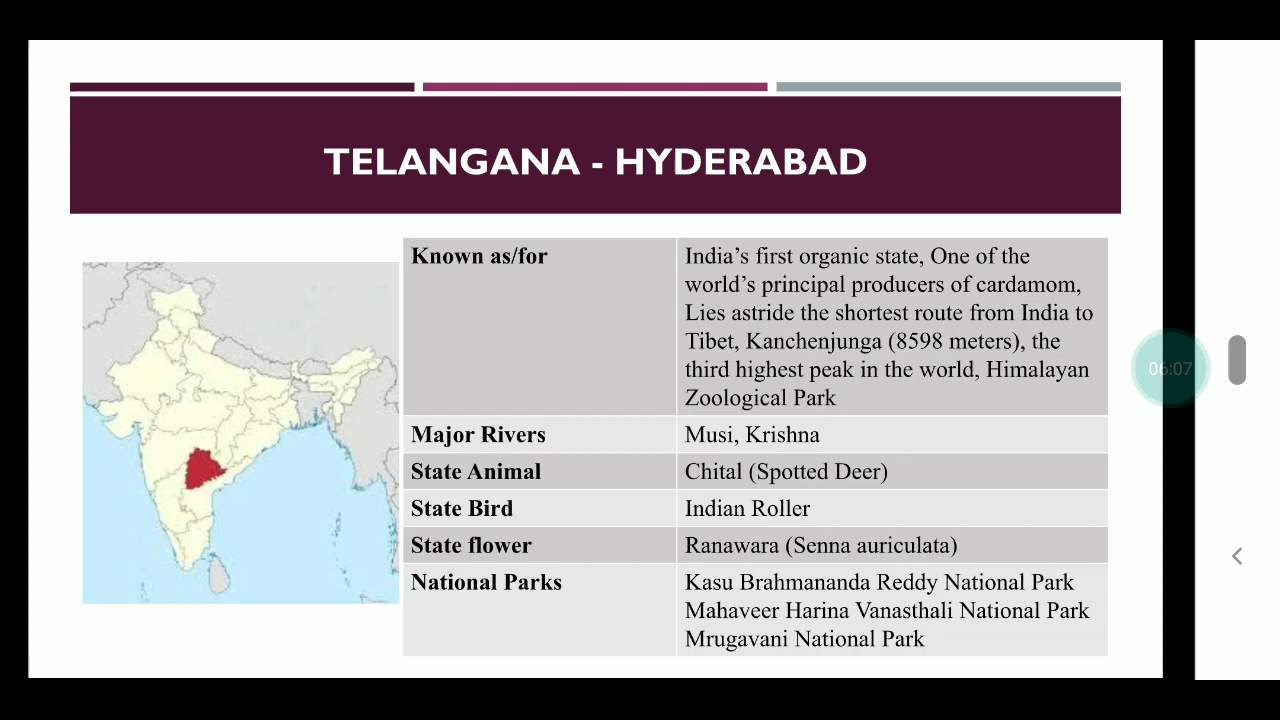 TELANGANA - HYDERABAD
Known as/for
India's first organic state, One of the
world's principal producers of cardamom,
Lies astride the shortest route from India to
Tibet, Kanchenjunga (8598 meters), the
third highest peak in the world, Himalayan
Zoological Park
Major Rivers
Musi, Krishna
State Animal
Chital (Spotted Deer)
State Bird
Indian Roller
State flower
Ranawara (Senna auriculata)
National Parks
Kasu Brahmananda Reddy National Park
Mahaveer Harina Vanasthali National Park
Mrugavani National Park
06:07